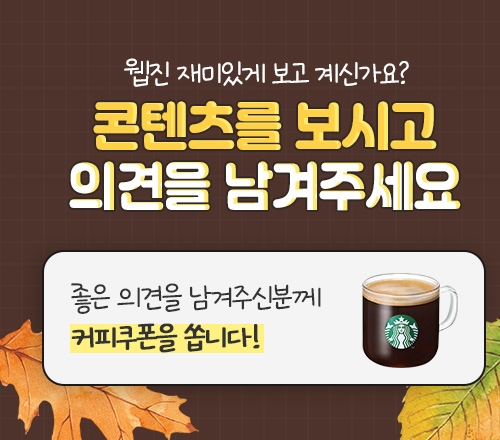 웹진 재미있게 보고 계신가요?
콘텐츠를 보시고
의견을 남겨주세요
좋은 의견을 남겨주신분께
커피쿠폰을 쏩니다!